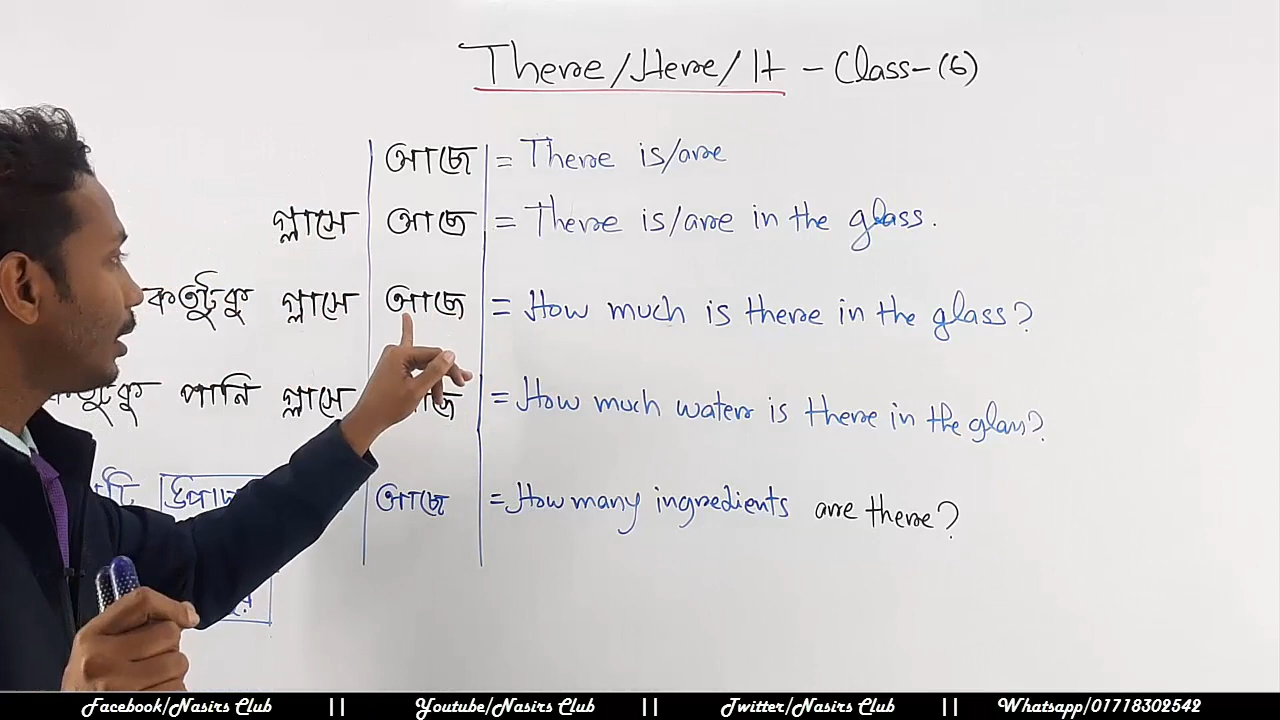 There/Here/It - Class-(6)
আছে = There is/are
গ্লাসে আছে = There is/are in the glass.
কতটুকু গ্লাসে আছে = How much is there in the glass?
পানি গ্লাসে = How much water is there in the glass?
আছে = How many ingredients are there?
Facebook/Nasirs Club || Youtube/Nasirs Club || Twitter/Nasirs Club || Whatsapp/01718302542